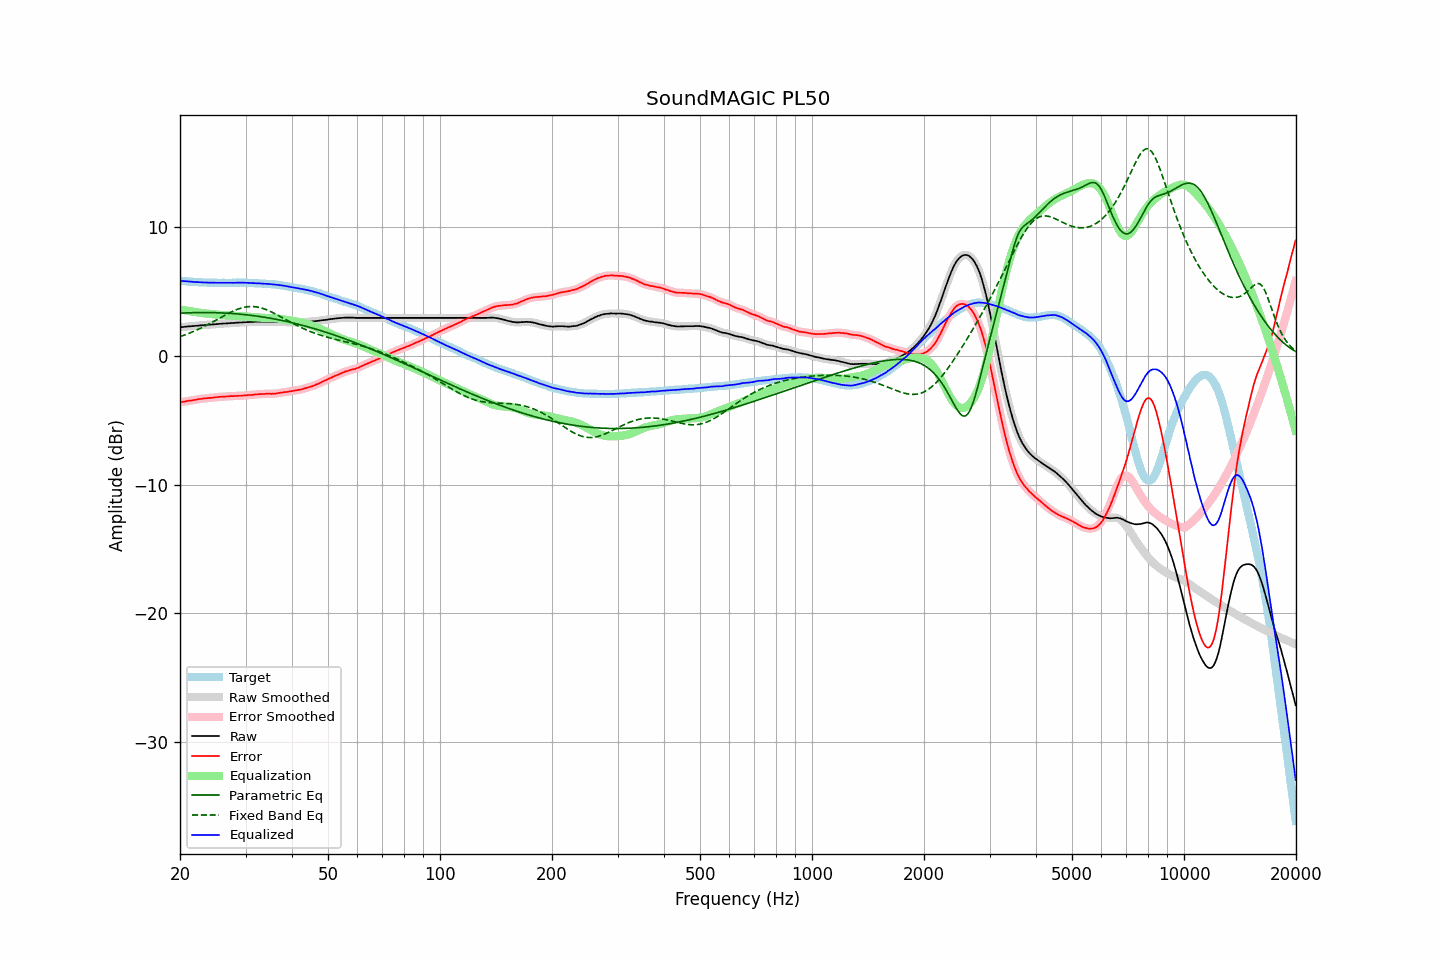 SoundMAGIC PL50
10
0
−10
−20
−30
Amplitude (dBr)
Target
Raw Smoothed
Error Smoothed
Raw
Error
Equalization
Parametric Eq
Fixed Band Eq
Equalized
20 50 100 200 500 1000 2000 5000 10000 20000
Frequency (Hz)